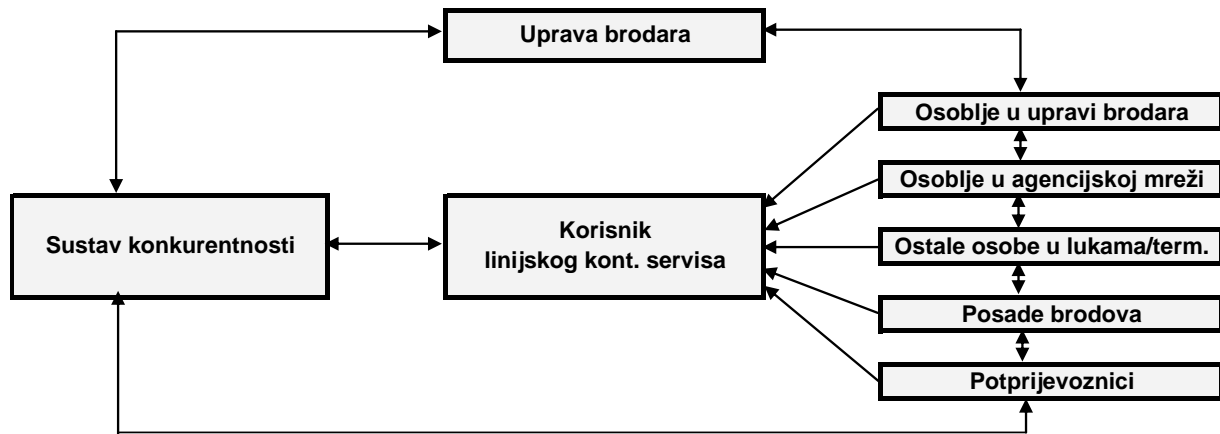 Uprava brodara
Osoblje u upravi brodara
Osoblje u agencijskoj mreži
Sustav konkurentnosti
Korisnik
linijskog kont. servisa
Ostale osobe u lukama/term.
Posade brodova
Potprijevoznici